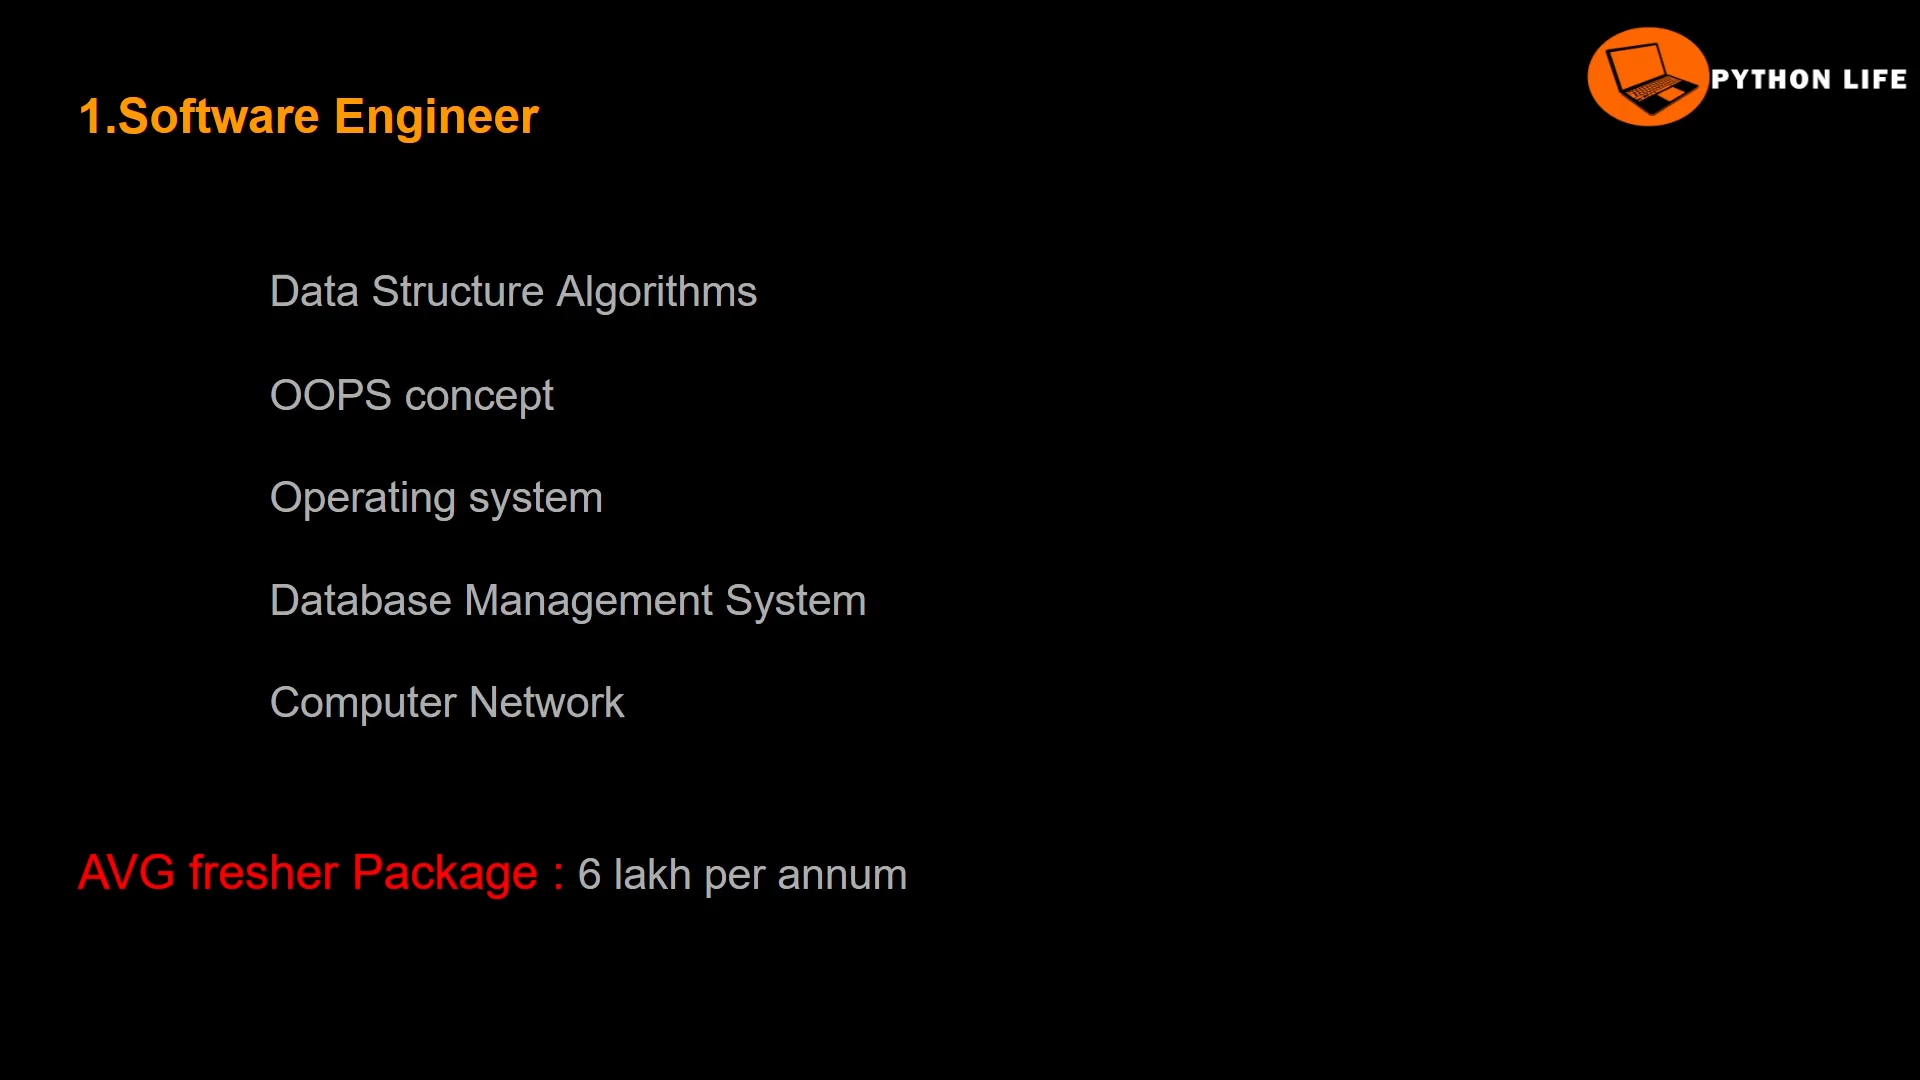 PYTHON LIFE
1.Software Engineer
Data Structure Algorithms
OOPS concept
Operating system
Database Management System
Computer Network
AVG fresher Package : 6 lakh per annum